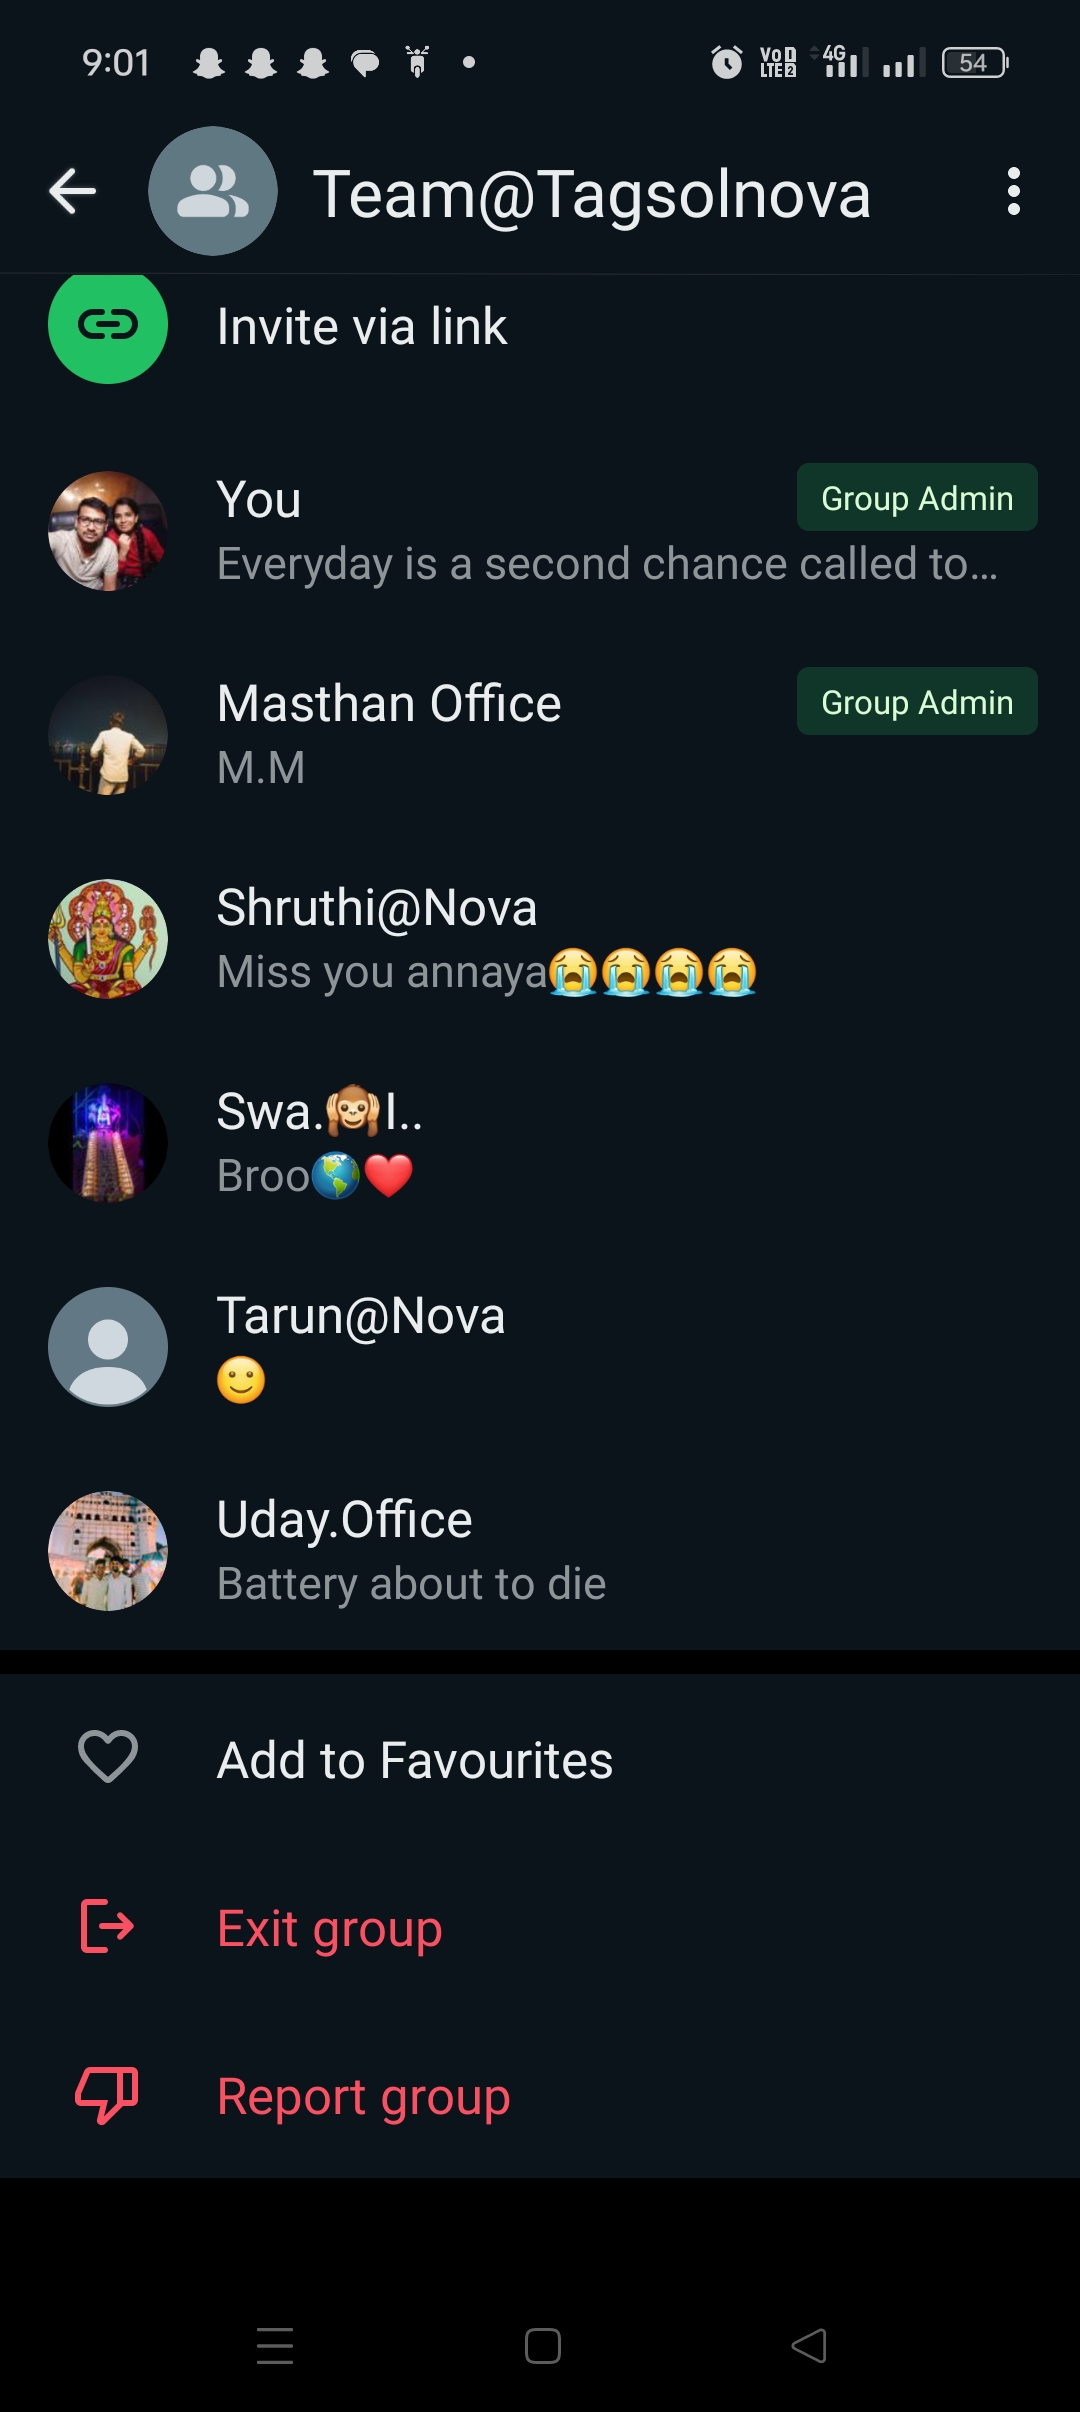 9:01 VoD LTE2 4G 54
Team@Tagsolnova
Invite via link
You Group Admin
Everyday is a second chance called to…
Masthan Office Group Admin
M.M
Shruthi@Nova
Miss you annaya😭😭😭😭
Swa.🙉I..
Broo🌎❤️
Tarun@Nova
🙂
Uday.Office
Battery about to die
Add to Favourites
Exit group
Report group